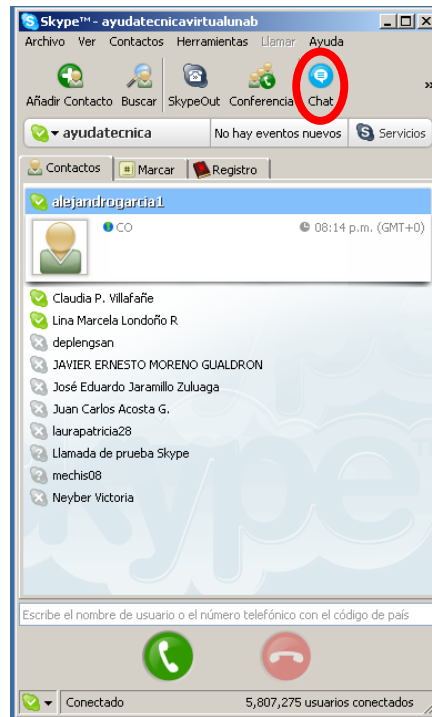 Skype™ - ayudatecnicavirtualunab
Archivo Ver Contactos Herramientas Llamar Ayuda
Añadir Contacto Buscar SkypeOut Conferencia Chat »
ayudatecnica No hay eventos nuevos Servicios
Contactos Marcar Registro
alejandrogarcia1
CO 08:14 p.m. (GMT+0)
Claudia P. Villafañe
Lina Marcela Londoño R
deplengsan
JAVIER ERNESTO MORENO GUALDRON
José Eduardo Jaramillo Zuluaga
Juan Carlos Acosta G.
laurapatricia28
Llamada de prueba Skype
mechis08
Neyber Victoria
Escribe el nombre de usuario o el número telefónico con el código de país
Conectado 5,807,275 usuarios conectados